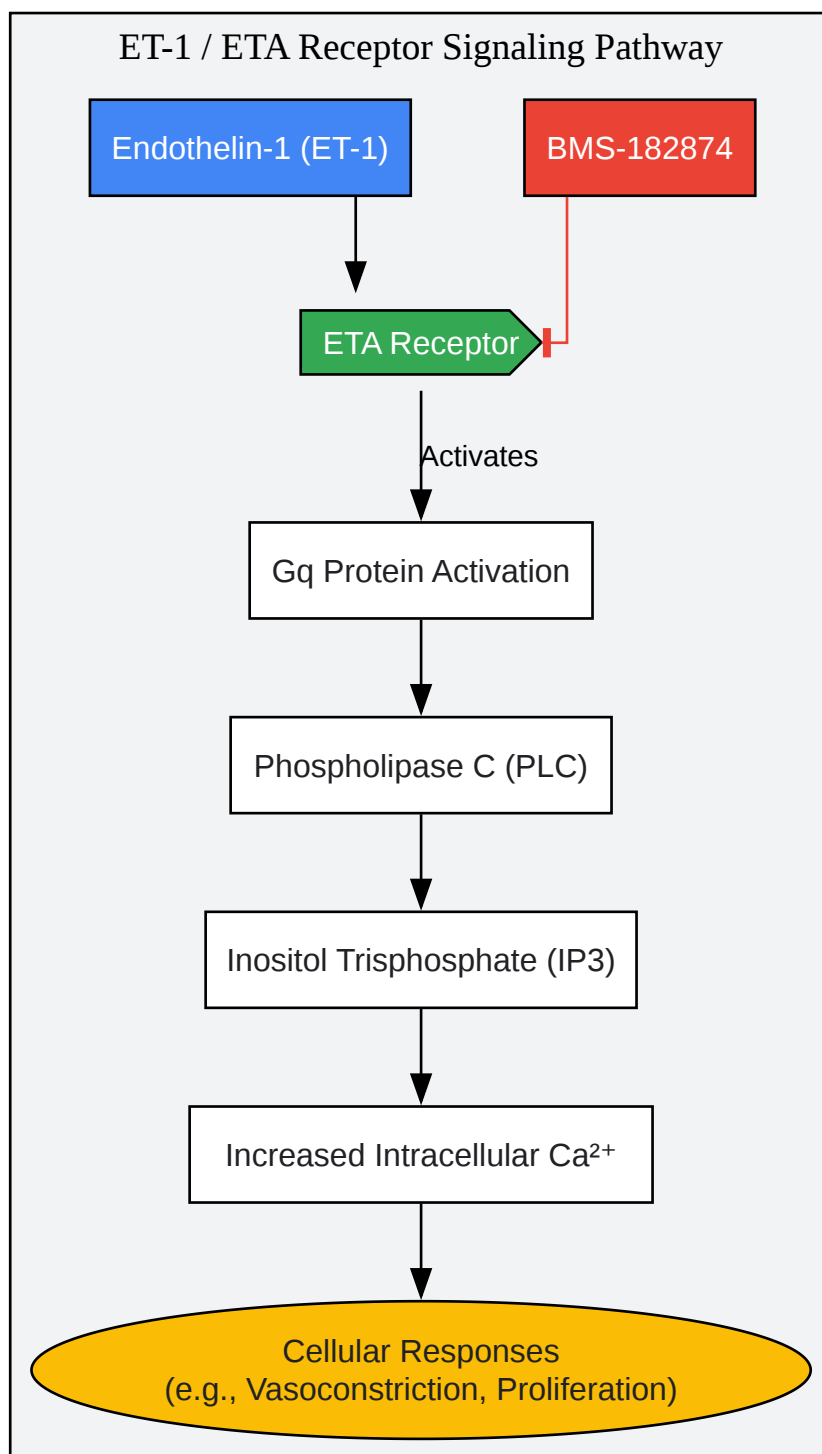 ET-1 / ETA Receptor Signaling Pathway
Endothelin-1 (ET-1)
BMS-182874
ETA Receptor
Activates
Gq Protein Activation
Phospholipase C (PLC)
Inositol Trisphosphate (IP3)
Increased Intracellular Ca²⁺
Cellular Responses
(e.g., Vasoconstriction, Proliferation)